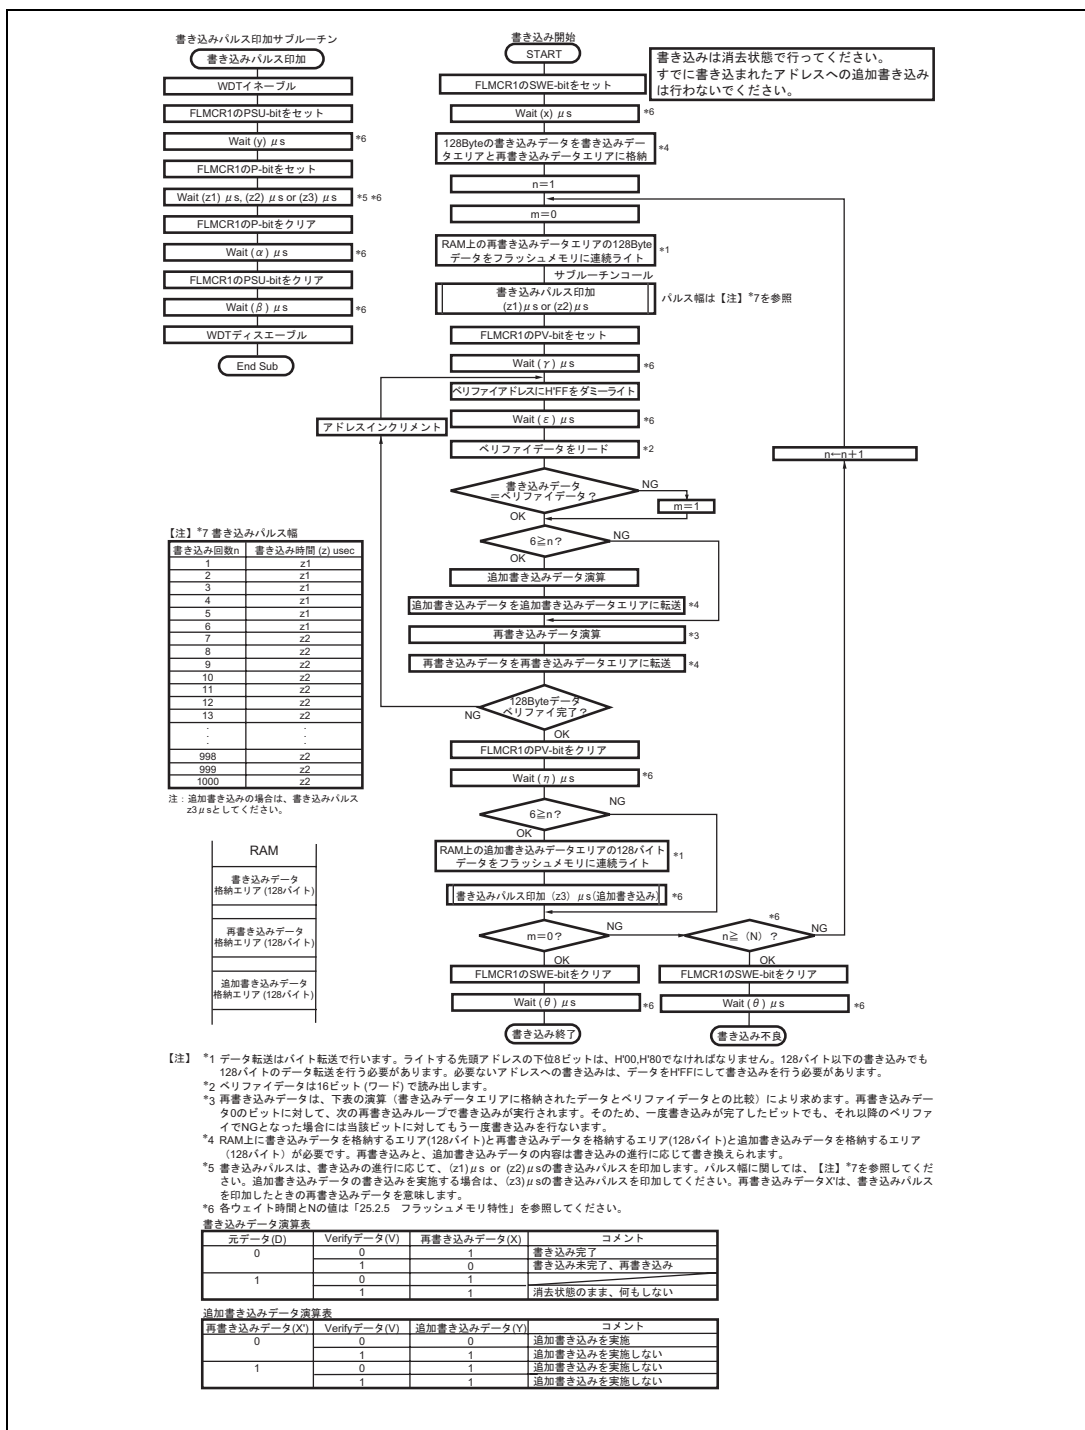 書き込みパルス印加サブルーチン
書き込みパルス印加
WDTイネーブル
FLMCR1のPSU-bitをセット
Wait (y) μs *6
FLMCR1のP-bitをセット
Wait (z1) μs, (z2) μs or (z3) μs *5 *6
FLMCR1のP-bitをクリア
Wait (α) μs *6
FLMCR1のPSU-bitをクリア
Wait (β) μs *6
WDTディスエーブル
End Sub
書き込み開始
START
FLMCR1のSWE-bitをセット
Wait (x) μs *6
128Byteの書き込みデータを書き込みデー
タエリアと再書き込みデータエリアに格納 *4
n=1
m=0
RAM上の再書き込みデータエリアの128Byte
データをフラッシュメモリに連続ライト *1
サブルーチンコール
書き込みパルス印加
(z1)μs or (z2)μs
パルス幅は【注】*7を参照
FLMCR1のPV-bitをセット
Wait (γ) μs *6
ベリファイアドレスにH'FFをダミーライト
Wait (ε) μs *6
ベリファイデータをリード *2
アドレスインクリメント
書き込みデータ
=ベリファイデータ?
NG
m=1
OK
6≧n?
NG
OK
追加書き込みデータ演算
追加書き込みデータを追加書き込みデータエリアに転送 *4
再書き込みデータ演算 *3
再書き込みデータを再書き込みデータエリアに転送 *4
128Byteデータ
ベリファイ完了?
NG
OK
FLMCR1のPV-bitをクリア
Wait (η) μs *6
6≧n?
NG
OK
RAM上の追加書き込みデータエリアの128バイト
データをフラッシュメモリに連続ライト *1
書き込みパルス印加 (z3) μs(追加書き込み) *6
m=0?
NG
OK
FLMCR1のSWE-bitをクリア
Wait (θ) μs *6
書き込み終了
*6
n≧ (N) ?
NG
OK
FLMCR1のSWE-bitをクリア
Wait (θ) μs *6
書き込み不良
n←n+1
書き込みは消去状態で行ってください。
すでに書き込まれたアドレスへの追加書き込み
は行わないでください。
【注】*7 書き込みパルス幅
書き込み回数n 書き込み時間 (z) usec
1 z1
2 z1
3 z1
4 z1
5 z1
6 z1
7 z2
8 z2
9 z2
10 z2
11 z2
12 z2
13 z2
. .
. .
. .
998 z2
999 z2
1000 z2
注:追加書き込みの場合は、書き込みパルス
z3μsとしてください。
RAM
書き込みデータ
格納エリア (128バイト)
再書き込みデータ
格納エリア (128バイト)
追加書き込みデータ
格納エリア (128バイト)
【注】 *1 データ転送はバイト転送で行います。ライトする先頭アドレスの下位8ビットは、H'00,H'80でなければなりません。128バイト以下の書き込みでも
128バイトのデータ転送を行う必要があります。必要ないアドレスへの書き込みは、データをH'FFにして書き込みを行う必要があります。
*2 ベリファイデータは16ビット (ワード) で読み出します。
*3 再書き込みデータは、下表の演算(書き込みデータエリアに格納されたデータとベリファイデータとの比較)により求めます。再書き込みデー
タ0のビットに対して、次の再書き込みループで書き込みが実行されます。そのため、一度書き込みが完了したビットでも、それ以降のベリファ
イでNGとなった場合には当該ビットに対してもう一度書き込みを行ないます。
*4 RAM上に書き込みデータを格納するエリア(128バイト)と再書き込みデータを格納するエリア(128バイト)と追加書き込みデータを格納するエリア
(128バイト)が必要です。再書き込みと、追加書き込みデータの内容は書き込みの進行に応じて書き換えられます。
*5 書き込みパルスは、書き込みの進行に応じて、(z1)μs or (z2)μsの書き込みパルスを印加します。パルス幅に関しては、【注】*7を参照してくだ
さい。追加書き込みデータの書き込みを実施する場合は、(z3)μsの書き込みパルスを印加してください。再書き込みデータX'は、書き込みパルス
を印加したときの再書き込みデータを意味します。
*6 各ウェイト時間とNの値は「25.2.5 フラッシュメモリ特性」を参照してください。
書き込みデータ演算表
元データ(D) Verifyデータ(V) 再書き込みデータ(X) コメント
0 0 1 書き込み完了
1 0 書き込み未完了、再書き込み
1 0 1
1 1 消去状態のまま、何もしない
追加書き込みデータ演算表
再書き込みデータ(X') Verifyデータ(V) 追加書き込みデータ(Y) コメント
0 0 0 追加書き込みを実施
1 1 追加書き込みを実施しない
1 0 1 追加書き込みを実施しない
1 1 追加書き込みを実施しない